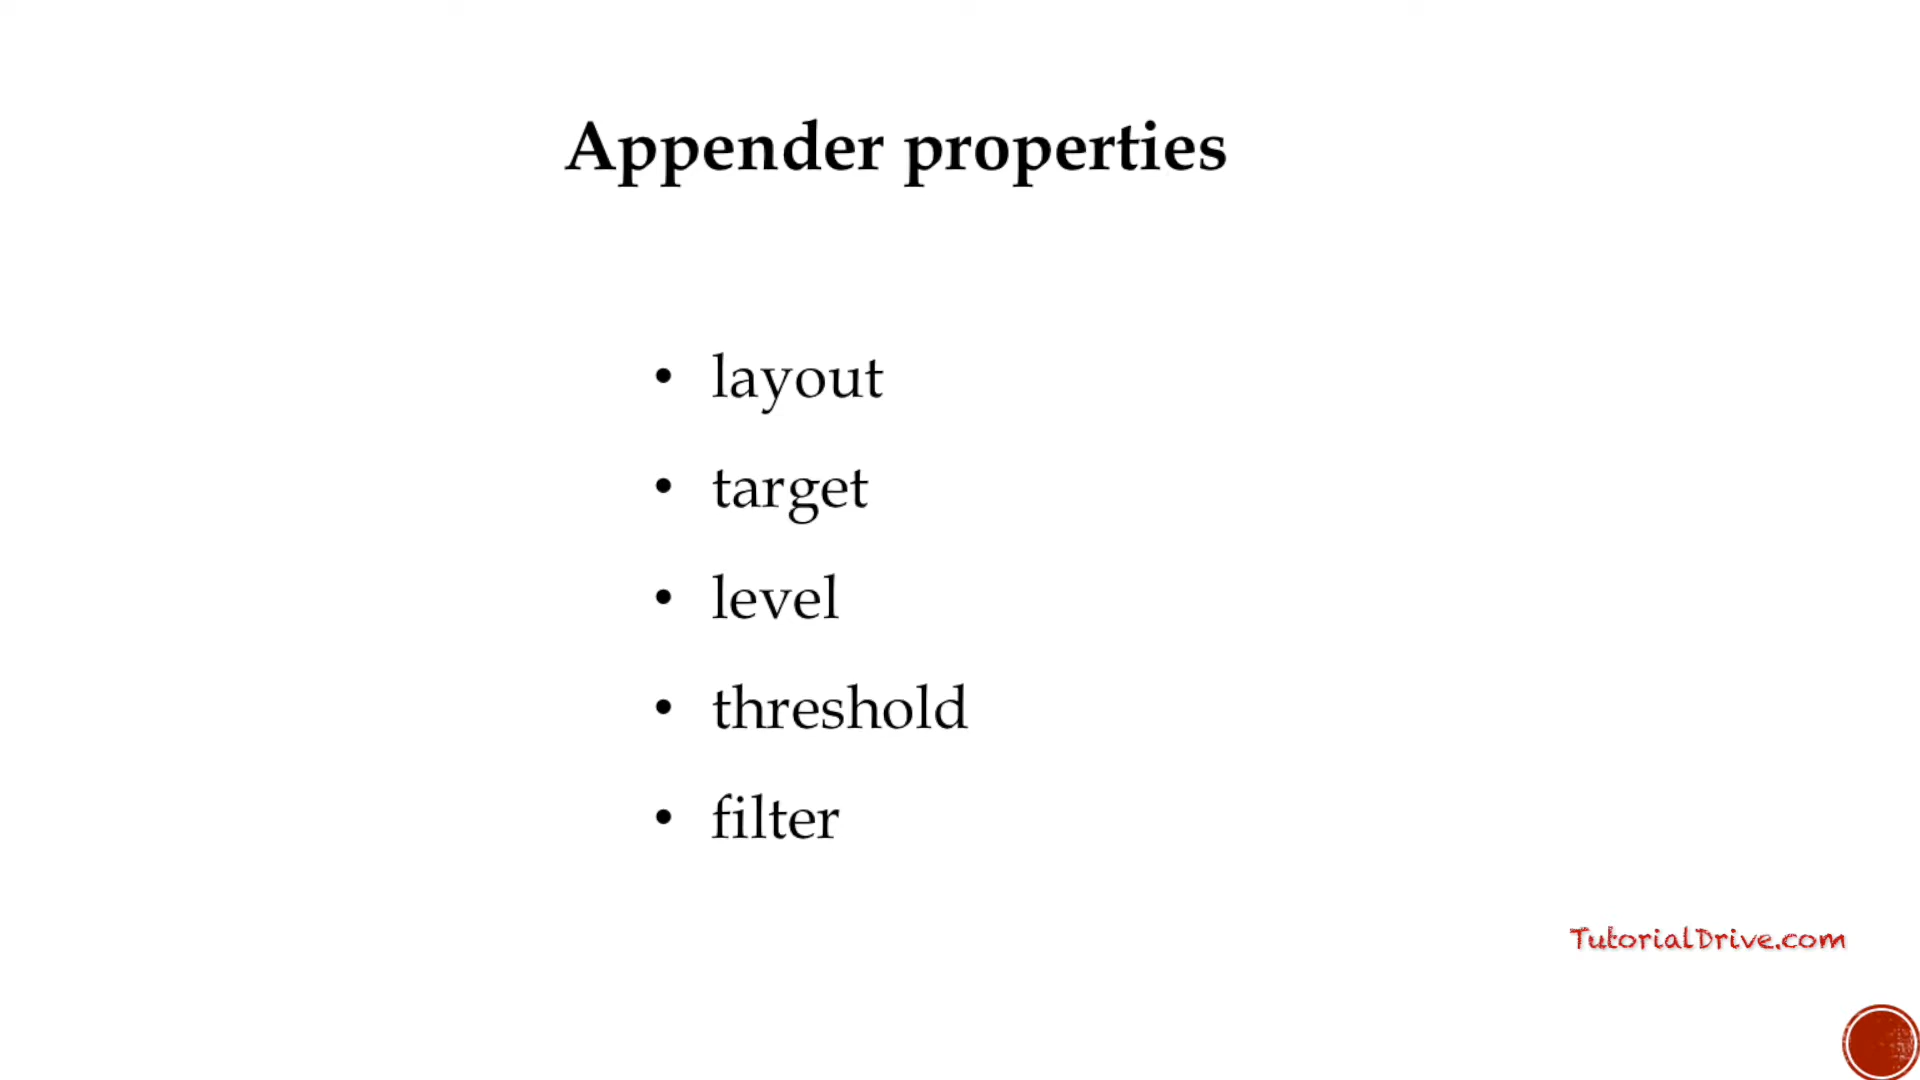 Appender properties
• layout
• target
• level
• threshold
• filter
TutorialDrive.com